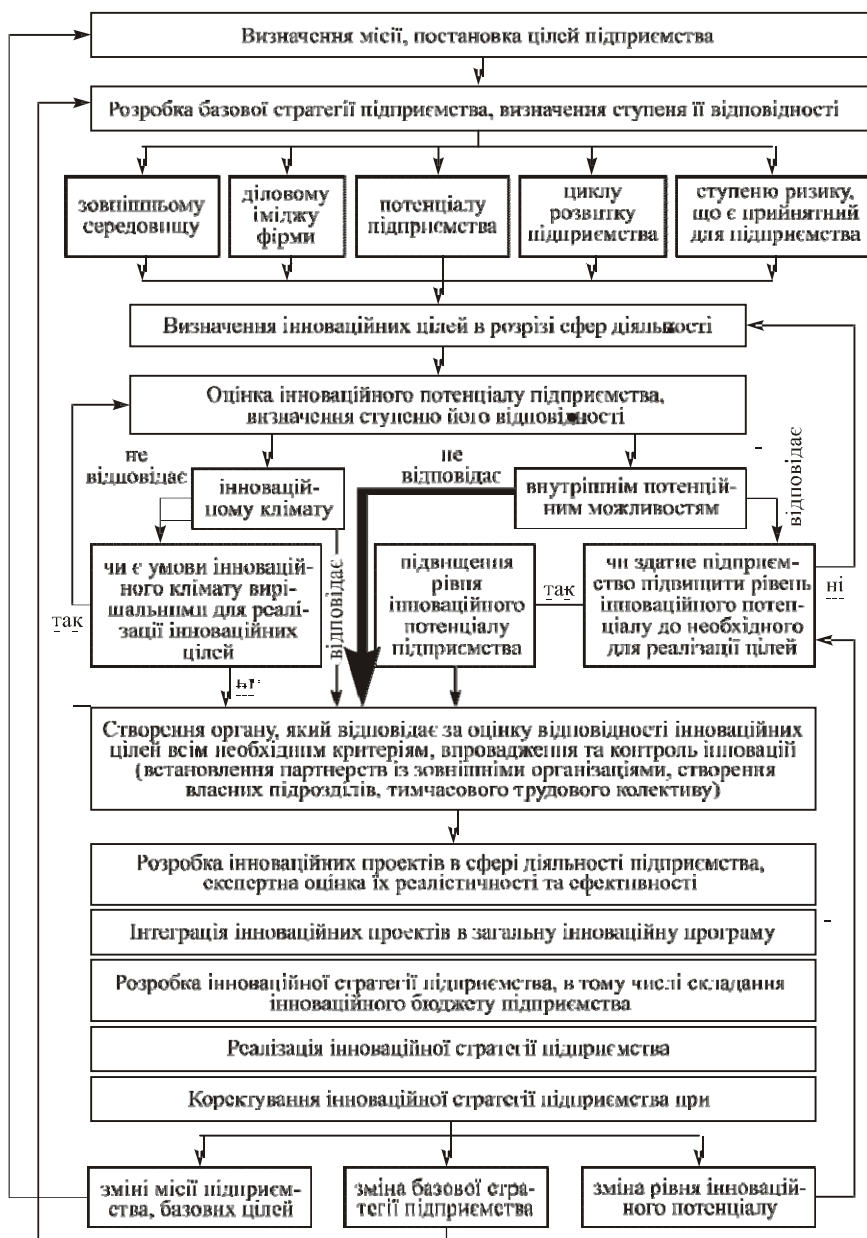 Визначення місії, постановка цілей підприємства
Розробка базової стратегії підприємства, визначення ступеня її відповідності
зовнішньому
середовищу
діловому
іміджу
фірми
потенціалу
підприємства
циклу
розвитку
підприємства
ступеню ризику,
що є прийнятний
для підприємства
Визначення інноваційних цілей в розрізі сфер діяльності
Оцінка інноваційного потенціалу підприємства,
визначення ступеню його відповідності
не
відповідає
інновацій-
ному клімату
не
відповідає
внутрішнім потенцій-
ним можливостям
відповідає
чи є умови інновацій-
ного клімату вирі-
шальними для реалі-
зації інноваційних
цілей
так
відповідає
підвищення
рівня
інноваційного
потенціалу
підприємства
так
чи здатне підприєм-
ство підвищити рівень
інноваційного потен-
ціалу до необхідного
для реалізації цілей
ні
Створення органу, який відповідає за оцінку відповідності інноваційних
цілей всім необхідним критеріям, впровадження та контроль інновацій
(встановлення партнерств із зовнішніми організаціями, створення
власних підрозділів, тимчасового трудового колективу)
Розробка інноваційних проектів в сфері діяльності підприємства,
експертна оцінка їх реалістичності та ефективності
Інтеграція інноваційних проектів в загальну інноваційну програму
Розробка інноваційної стратегії підприємства, в тому числі складання
інноваційного бюджету підприємства
Реалізація інноваційної стратегії підприємства
Коректування інноваційної стратегії підприємства при
зміні місії підприєм-
ства, базових цілей
зміна базової стра-
тегії підприємства
зміна рівня інновацій-
ного потенціалу